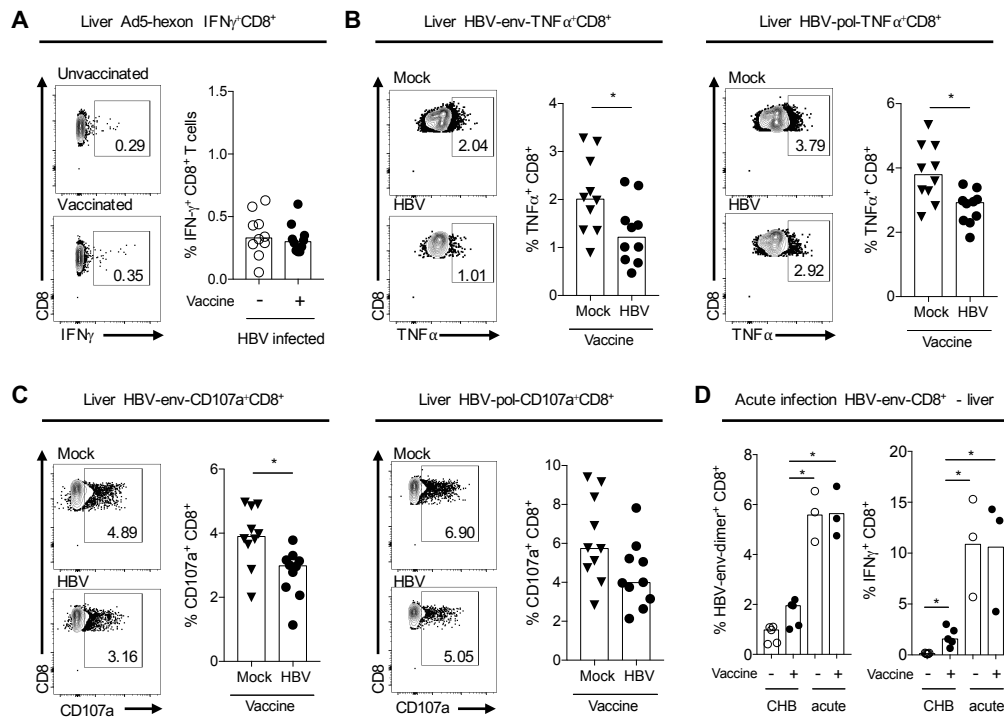 A
Liver Ad5-hexon IFNγ⁺CD8⁺
Unvaccinated
0.29
Vaccinated
0.35
CD8
IFNγ
% IFN-γ⁺ CD8⁺ T cells
1.5
1.0
0.5
0.0
Vaccine
- +
HBV infected
B
Liver HBV-env-TNFα⁺CD8⁺
Mock
2.04
HBV
1.01
CD8
TNFα
% TNFα⁺ CD8⁺
4
3
2
1
0
*
Mock HBV
Vaccine
Liver HBV-pol-TNFα⁺CD8⁺
Mock
3.79
HBV
2.92
CD8
TNFα
% TNFα⁺ CD8⁺
6
4
2
0
*
Mock HBV
Vaccine
C
Liver HBV-env-CD107a⁺CD8⁺
Mock
4.89
HBV
3.16
CD8
CD107a
% CD107a⁺ CD8⁺
6
4
2
0
*
Mock HBV
Vaccine
Liver HBV-pol-CD107a⁺CD8⁺
Mock
6.90
HBV
5.05
CD8
CD107a
% CD107a⁺ CD8⁺
10
8
6
4
2
0
Mock HBV
Vaccine
D
Acute infection HBV-env-CD8⁺ - liver
% HBV-env-dimer⁺ CD8⁺
8
6
4
2
0
*
*
Vaccine - + - +
CHB acute
% IFNγ⁺ CD8⁺
20
15
10
5
0
*
*
*
- + - +
CHB acute